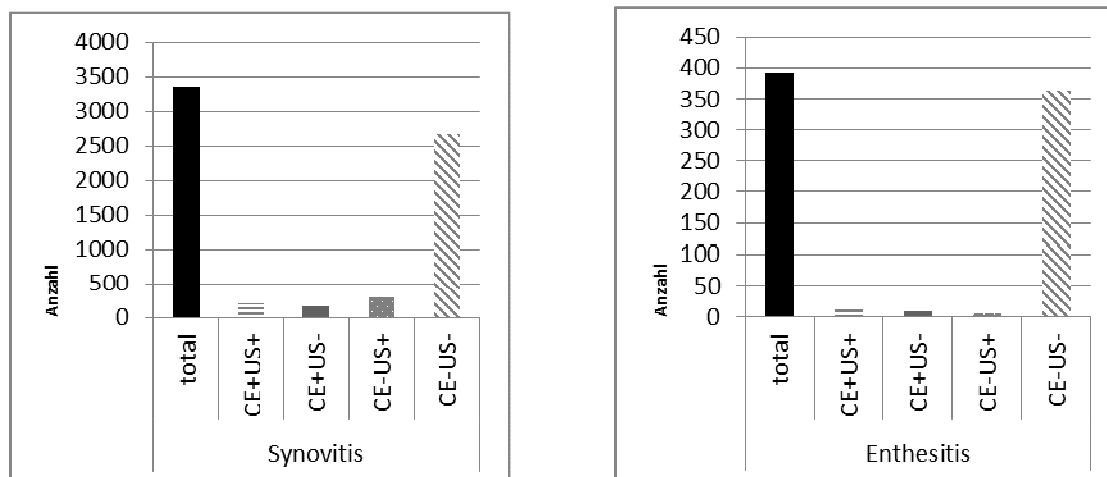 4000
3500
3000
2500
2000
1500
1000
500
0
Anzahl
total
CE+US+
CE+US-
CE-US+
CE-US-
Synovitis
450
400
350
300
250
200
150
100
50
0
Anzahl
total
CE+US+
CE+US-
CE-US+
CE-US-
Enthesitis